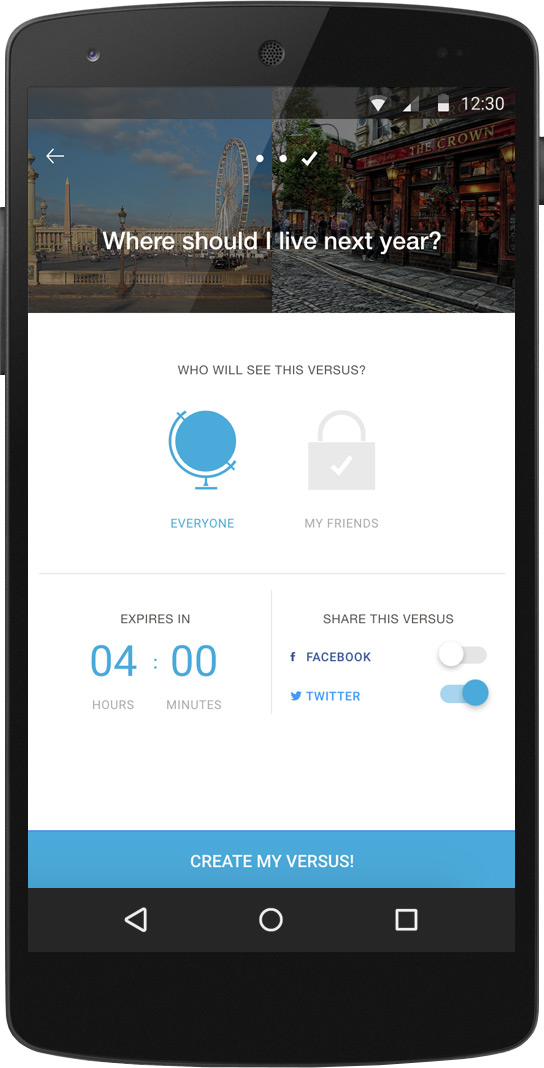 12:30
THE CROWN
Where should I live next year?
WHO WILL SEE THIS VERSUS?
EVERYONE
MY FRIENDS
EXPIRES IN
04 : 00
HOURS
MINUTES
SHARE THIS VERSUS
f FACEBOOK
TWITTER
CREATE MY VERSUS!